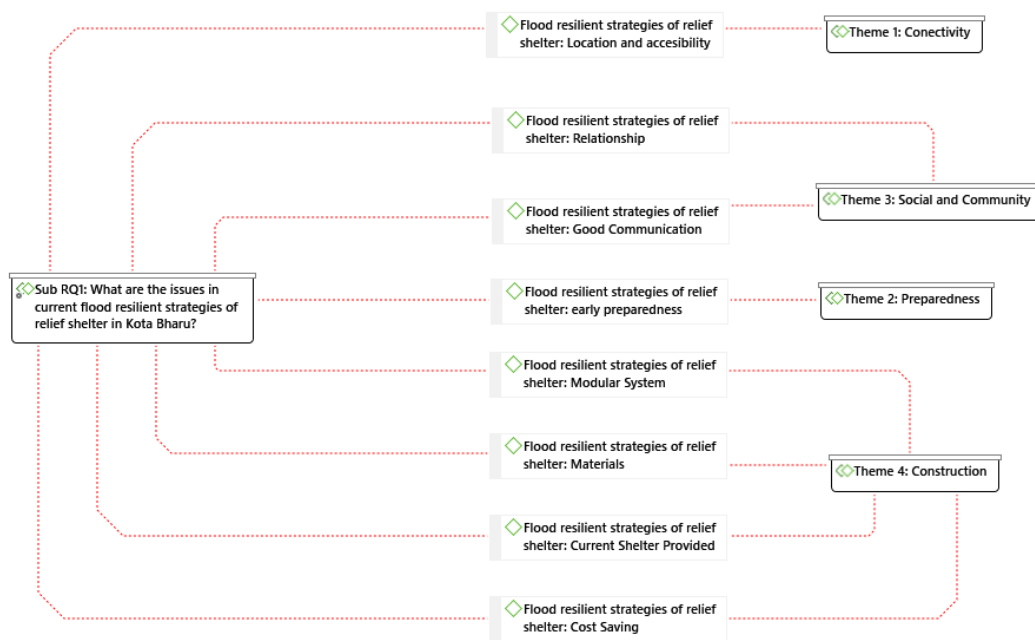 Flood resilient strategies of relief
shelter: Location and accesibility
Theme 1: Conectivity
Flood resilient strategies of relief
shelter: Relationship
Theme 3: Social and Community
Flood resilient strategies of relief
shelter: Good Communication
Sub RQ1: What are the issues in
current flood resilient strategies of
relief shelter in Kota Bharu?
Flood resilient strategies of relief
shelter: early preparedness
Theme 2: Preparedness
Flood resilient strategies of relief
shelter: Modular System
Flood resilient strategies of relief
shelter: Materials
Theme 4: Construction
Flood resilient strategies of relief
shelter: Current Shelter Provided
Flood resilient strategies of relief
shelter: Cost Saving